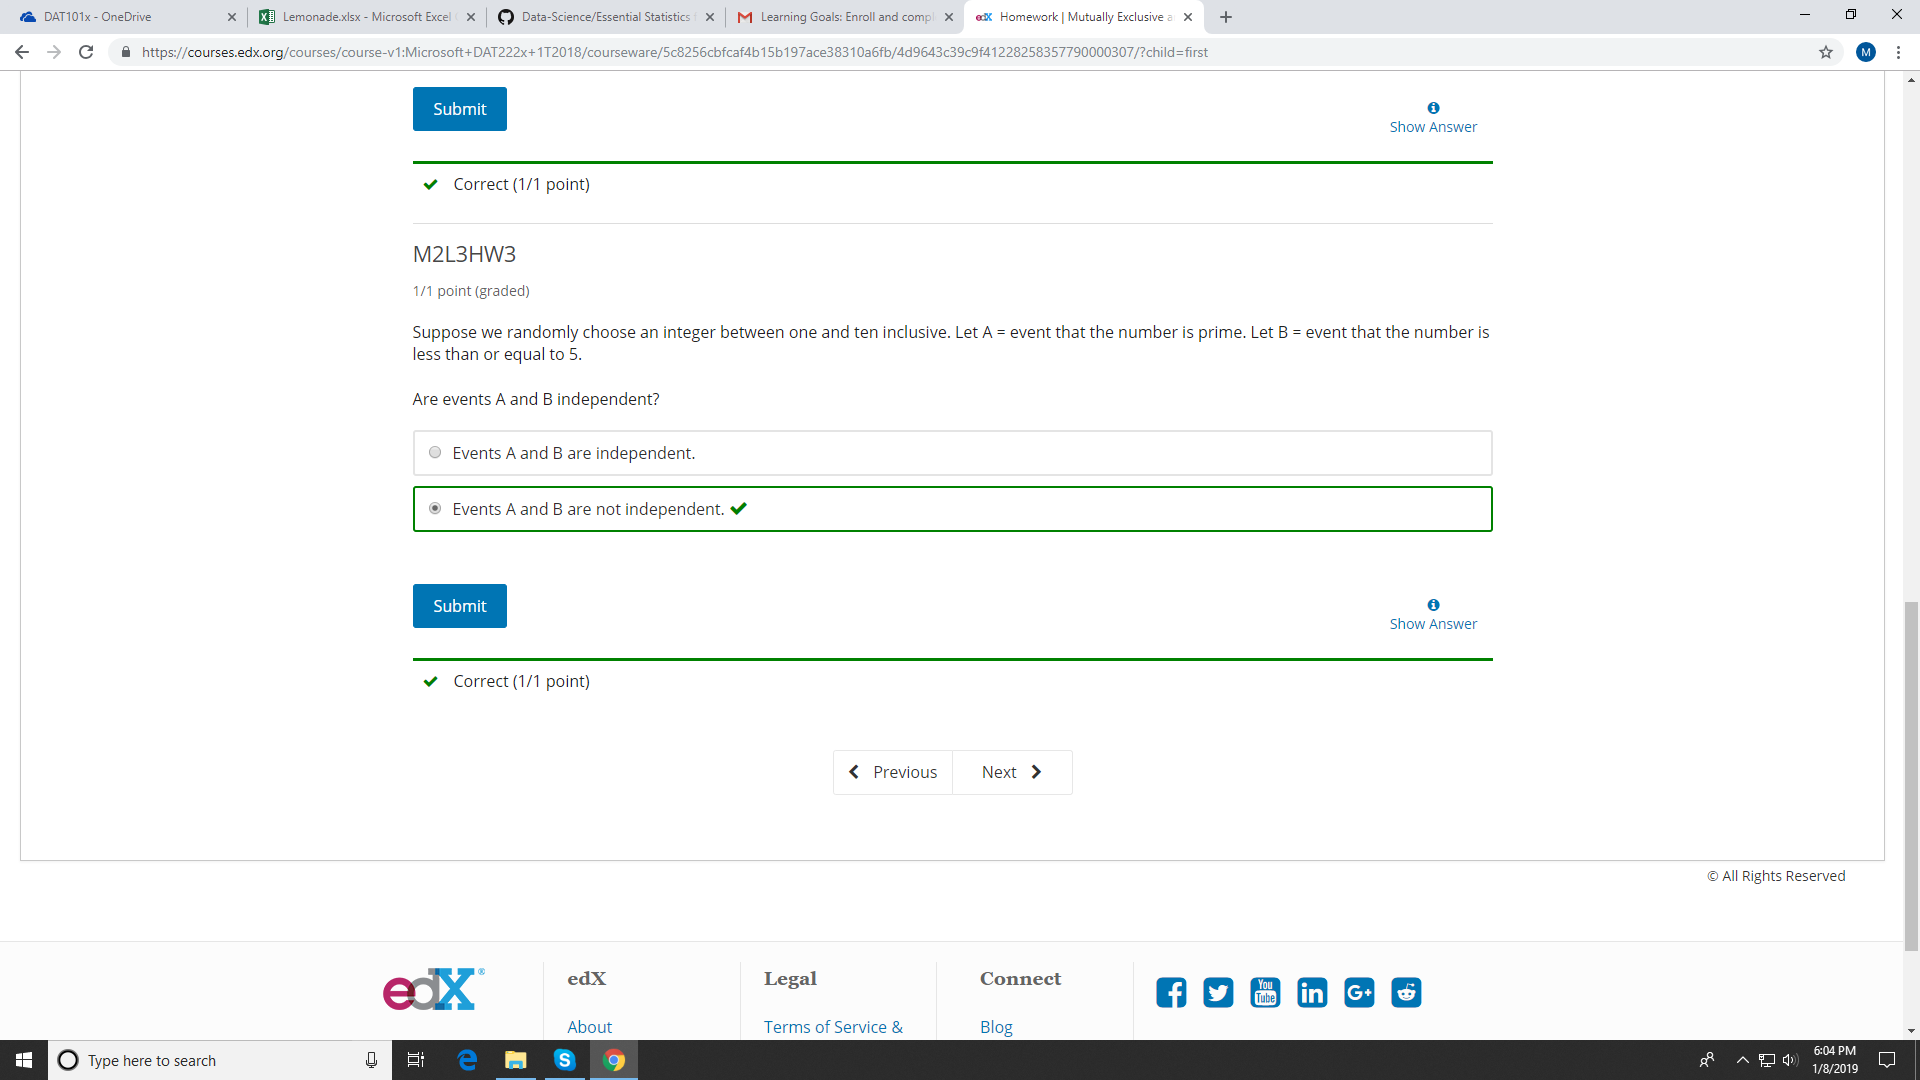 DAT101x - OneDrive
Lemonade.xlsx - Microsoft Excel
Data-Science/Essential Statistics
Learning Goals: Enroll and comp
edX Homework | Mutually Exclusive a
https://courses.edx.org/courses/course-v1:Microsoft+DAT222x+1T2018/courseware/5c8256cbfcaf4b15b197ace38310a6fb/4d9643c39c9f41228258357790000307/?child=first
M
Submit
Show Answer
Correct (1/1 point)
M2L3HW3
1/1 point (graded)
Suppose we randomly choose an integer between one and ten inclusive. Let A = event that the number is prime. Let B = event that the number is
less than or equal to 5.
Are events A and B independent?
Events A and B are independent.
Events A and B are not independent.
Submit
Show Answer
Correct (1/1 point)
Previous
Next
© All Rights Reserved
edX
edX
Legal
Connect
You Tube in G+
About
Terms of Service &
Blog
Type here to search
6:04 PM
1/8/2019